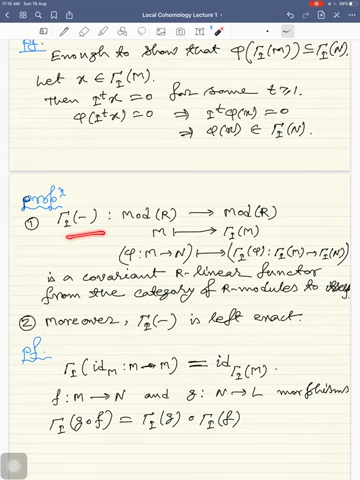 11:15 AM Sun 16 Aug
Local Cohomology Lecture 1
Pf:
Enough to show that φ(Γ_I(M)) ⊆ Γ_I(N).
Let x ∈ Γ_I(M).
Then I^t x = 0 for some t ≥ 1.
φ(I^t x) = 0 ⇒ I^t φ(x) = 0
⇒ φ(x) ∈ Γ_I(N).
① Γ_I(-) : Mod(R) → Mod(R)
M ↦ Γ_I(M)
(φ : M → N) ↦ (Γ_I(φ) : Γ_I(M) → Γ_I(N))
is a covariant R-linear functor
from the category of R-modules to itself
② Moreover, Γ_I(-) is left exact.
Pf:
Γ_I(id_M : M → M) = id_{Γ_I(M)}.
f : M → N and g : N → L morphisms
Γ_I(g∘f) = Γ_I(g) ∘ Γ_I(f)